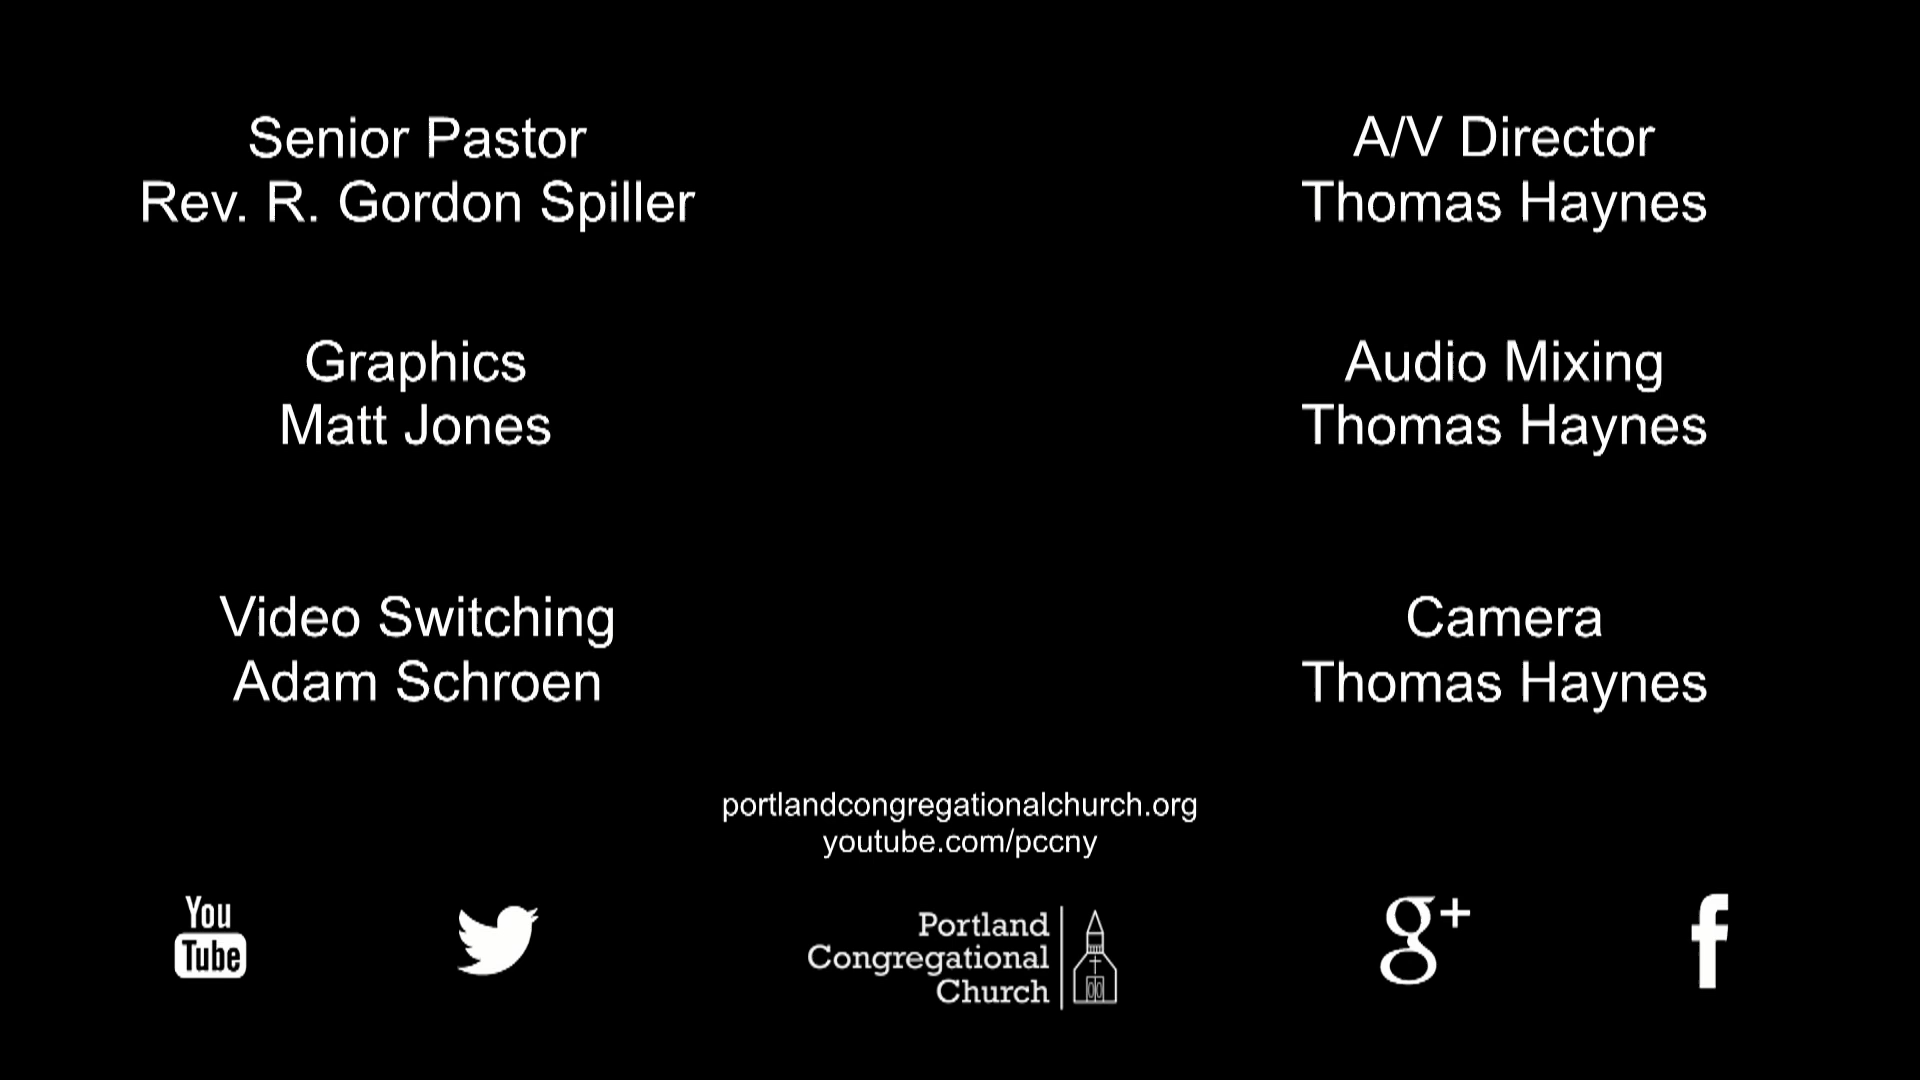 Senior Pastor
Rev. R. Gordon Spiller
A/V Director
Thomas Haynes
Graphics
Matt Jones
Audio Mixing
Thomas Haynes
Video Switching
Adam Schroen
Camera
Thomas Haynes
portlandcongregationalchurch.org
youtube.com/pccny
You
Tube
Portland
Congregational
Church
g+
f